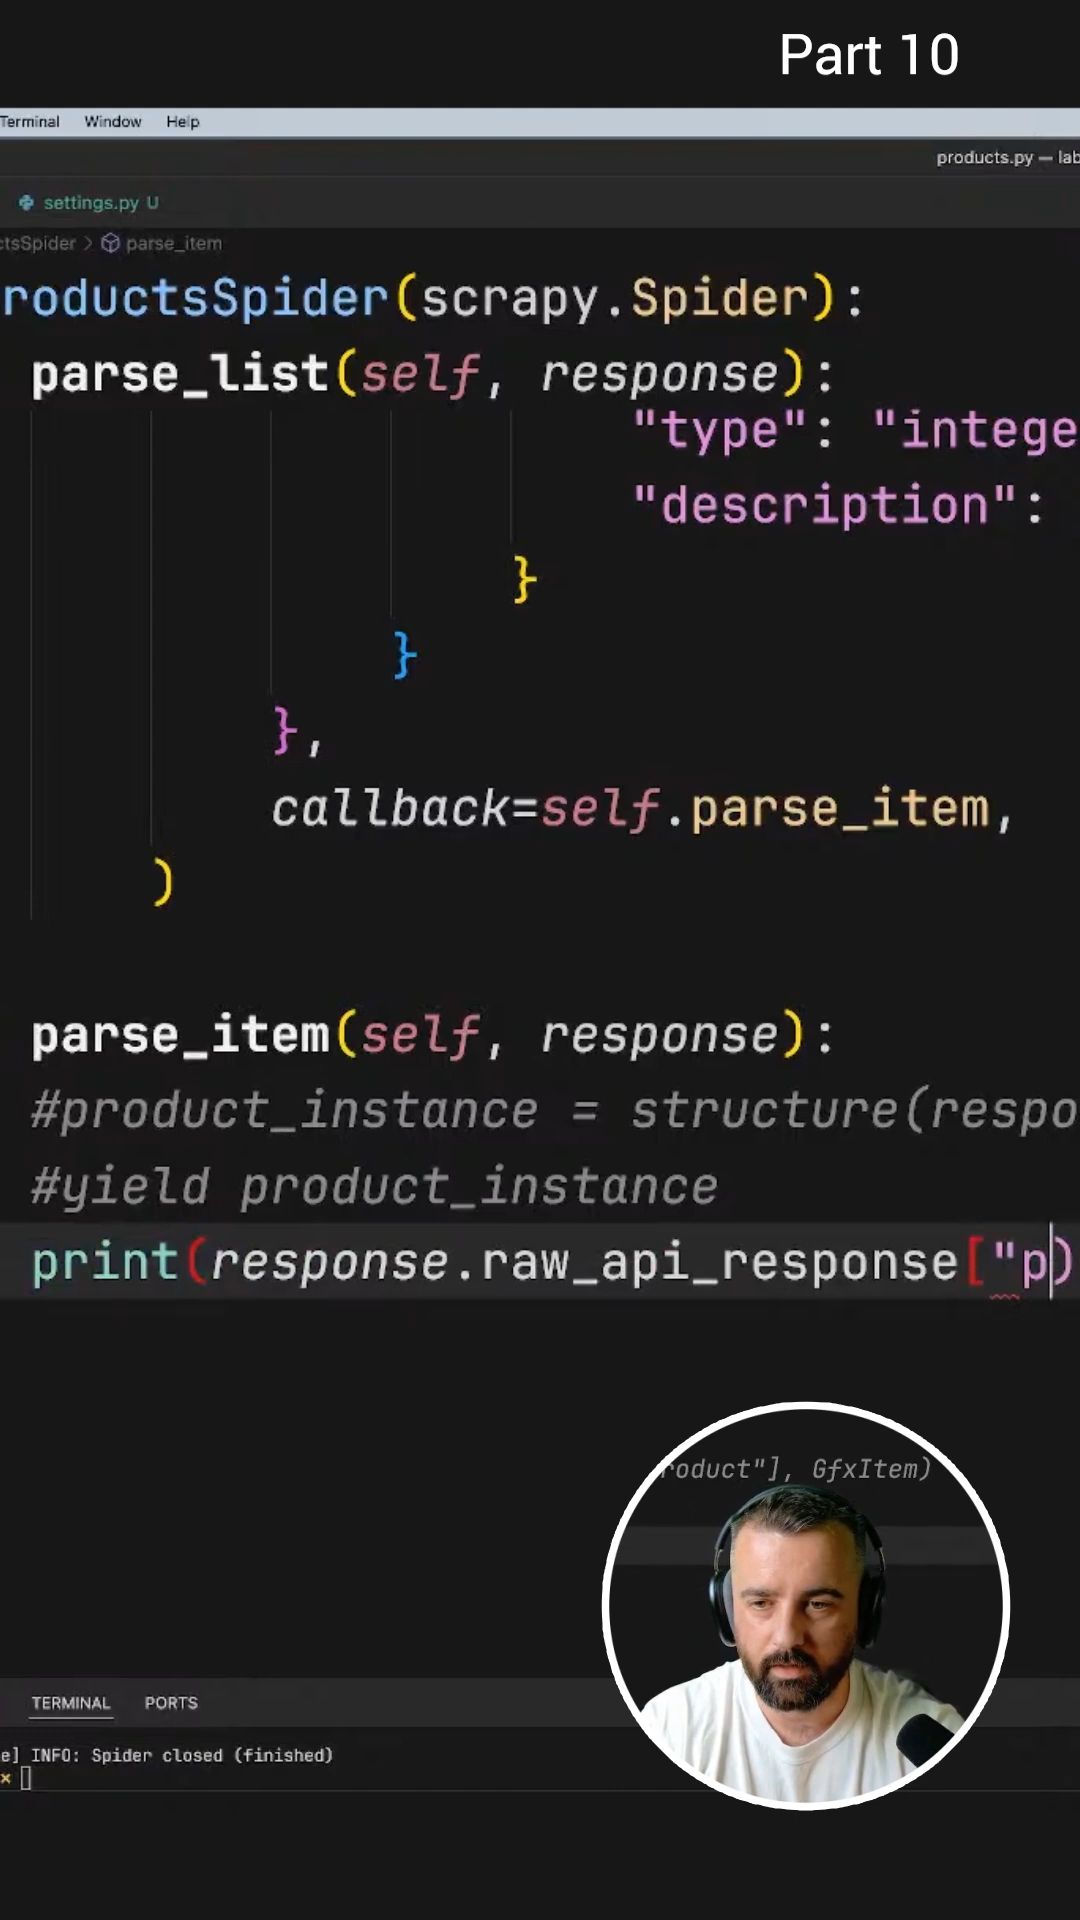 Part 10
Terminal Window Help
products.py — lab
settings.py U
ctsSpider > parse_item
roductsSpider(scrapy.Spider):
parse_list(self, response):
"type": "intege
"description":
}
}
},
callback=self.parse_item,
)
parse_item(self, response):
#product_instance = structure(respo
#yield product_instance
print(response.raw_api_response["p)
roduct"], GfxItem)
TERMINAL PORTS
e] INFO: Spider closed (finished)
×